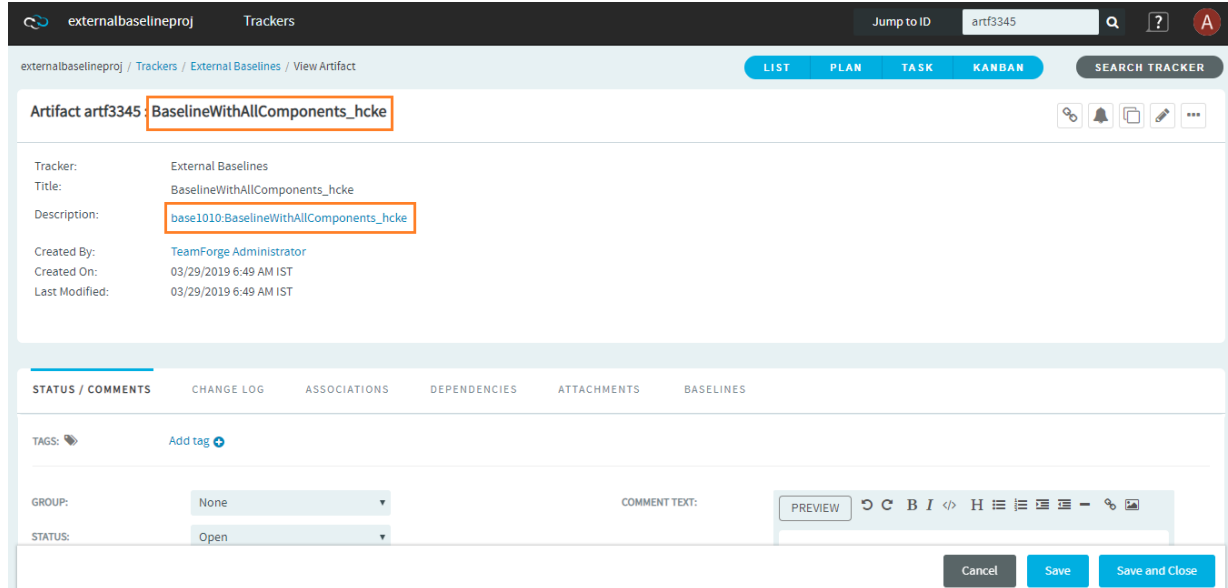 externalbaselineproj Trackers Jump to ID artf3345 ? A
externalbaselineproj / Trackers / External Baselines / View Artifact LIST PLAN TASK KANBAN SEARCH TRACKER
Artifact artf3345 : BaselineWithAllComponents_hcke
Tracker: External Baselines
Title: BaselineWithAllComponents_hcke
Description: base1010:BaselineWithAllComponents_hcke
Created By: TeamForge Administrator
Created On: 03/29/2019 6:49 AM IST
Last Modified: 03/29/2019 6:49 AM IST
STATUS / COMMENTS CHANGE LOG ASSOCIATIONS DEPENDENCIES ATTACHMENTS BASELINES
TAGS: Add tag
GROUP: None COMMENT TEXT: PREVIEW B I </> H
STATUS: Open
Cancel Save Save and Close